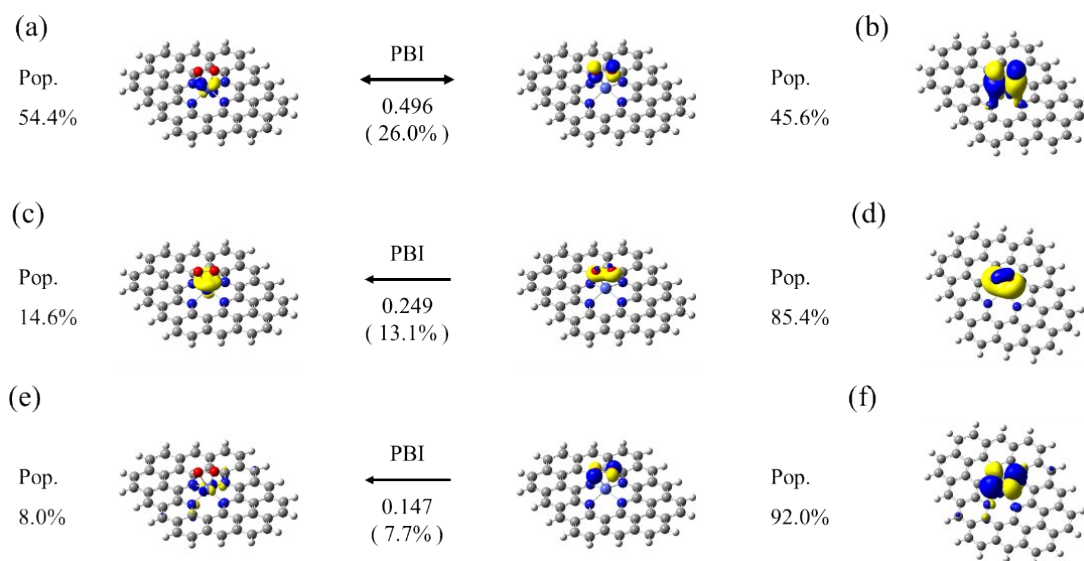 (a)
Pop.
54.4%
PBI
0.496
( 26.0%)
Pop.
45.6%
(b)
(c)
Pop.
14.6%
PBI
0.249
( 13.1%)
Pop.
85.4%
(d)
(e)
Pop.
8.0%
PBI
0.147
( 7.7%)
Pop.
92.0%
(f)